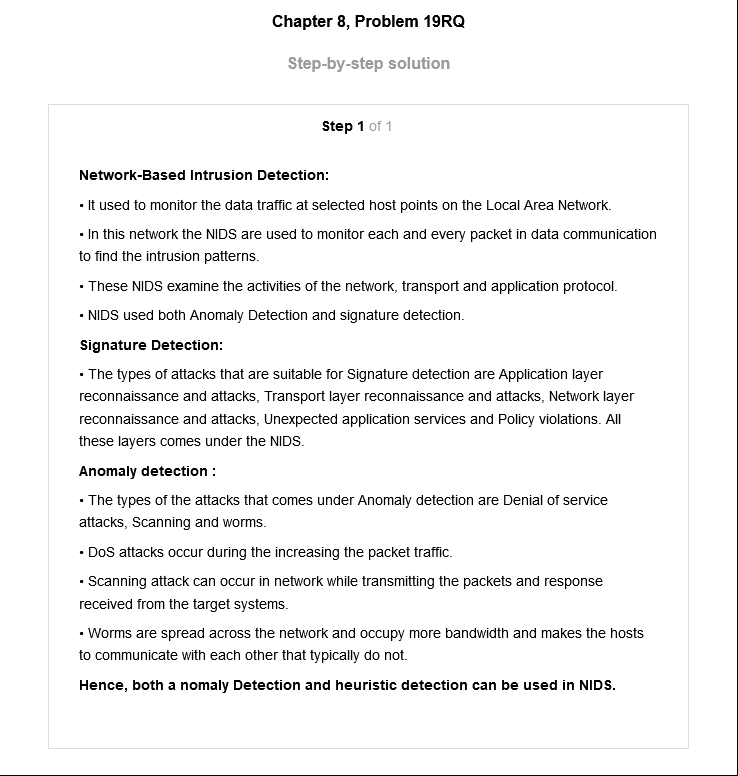 Chapter 8, Problem 19RQ
Step-by-step solution
Step 1 of 1
Network-Based Intrusion Detection:
• It used to monitor the data traffic at selected host points on the Local Area Network.
• In this network the NIDS are used to monitor each and every packet in data communication
to find the intrusion patterns.
• These NIDS examine the activities of the network, transport and application protocol.
• NIDS used both Anomaly Detection and signature detection.
Signature Detection:
• The types of attacks that are suitable for Signature detection are Application layer
reconnaissance and attacks, Transport layer reconnaissance and attacks, Network layer
reconnaissance and attacks, Unexpected application services and Policy violations. All
these layers comes under the NIDS.
Anomaly detection :
• The types of the attacks that comes under Anomaly detection are Denial of service
attacks, Scanning and worms.
• DoS attacks occur during the increasing the packet traffic.
• Scanning attack can occur in network while transmitting the packets and response
received from the target systems.
• Worms are spread across the network and occupy more bandwidth and makes the hosts
to communicate with each other that typically do not.
Hence, both a nomaly Detection and heuristic detection can be used in NIDS.